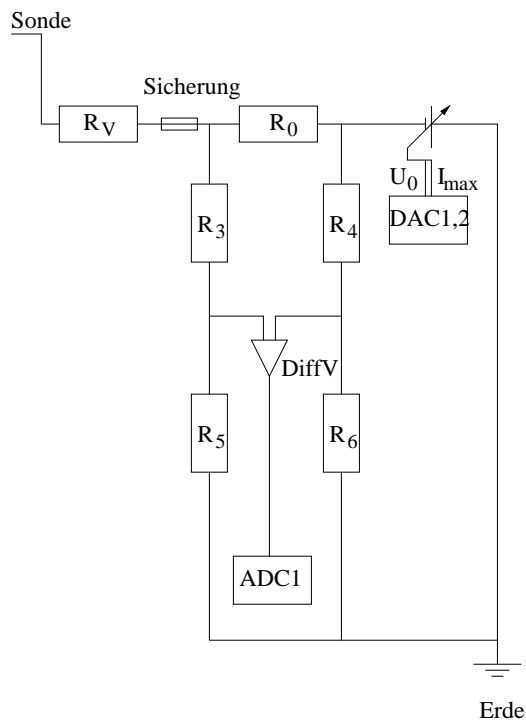 Sonde
Sicherung
R_V
R_0
U_0 I_max
DAC1,2
R_3
R_4
DiffV
R_5
R_6
ADC1
Erde